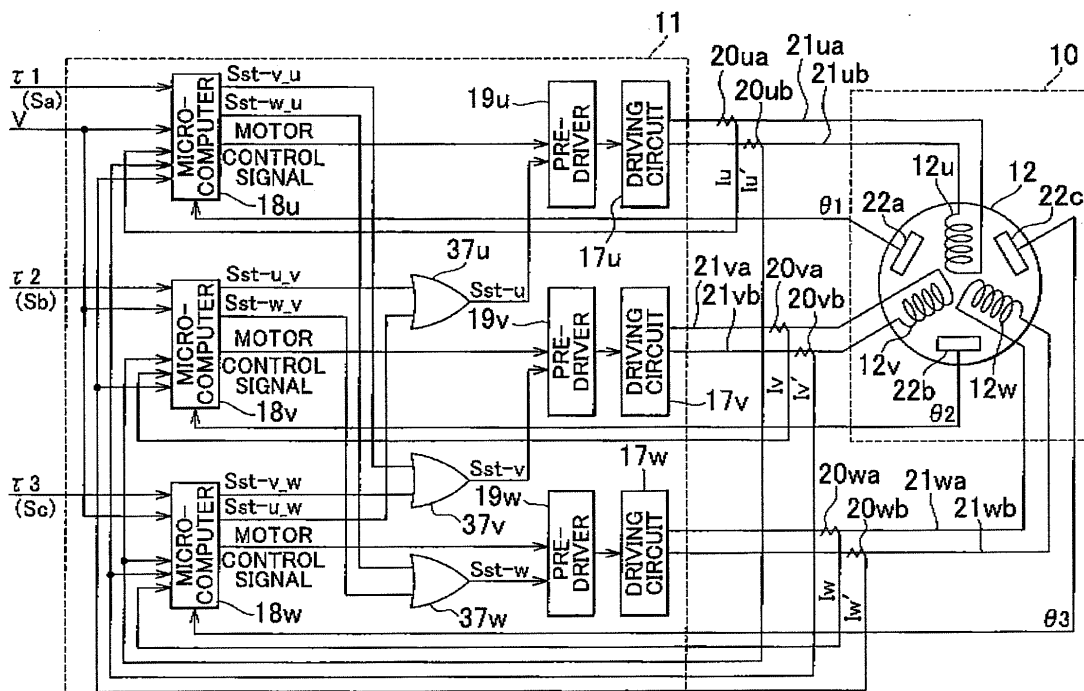 11
τ1
(Sa)
V
MICRO-
COMPUTER
Sst-v_u
Sst-w_u
MOTOR
CONTROL
SIGNAL
18u
19u
PRE-
DRIVER
DRIVING
CIRCUIT
17u
20ua
21ua
20ub
21ub
Iu
Iu´
10
12u
12
22a
22c
θ1
τ2
(Sb)
MICRO-
COMPUTER
Sst-u_v
Sst-w_v
MOTOR
CONTROL
SIGNAL
18v
37u
Sst-u
19v
PRE-
DRIVER
DRIVING
CIRCUIT
17v
21va
21vb
20va
20vb
Iv
Iv´
12v
22b
12w
θ2
τ3
(Sc)
MICRO-
COMPUTER
Sst-v_w
Sst-u_w
MOTOR
CONTROL
SIGNAL
18w
Sst-v
37v
Sst-w
37w
19w
PRE-
DRIVER
17w
DRIVING
CIRCUIT
20wa
21wa
20wb
21wb
Iw
Iw´
θ3